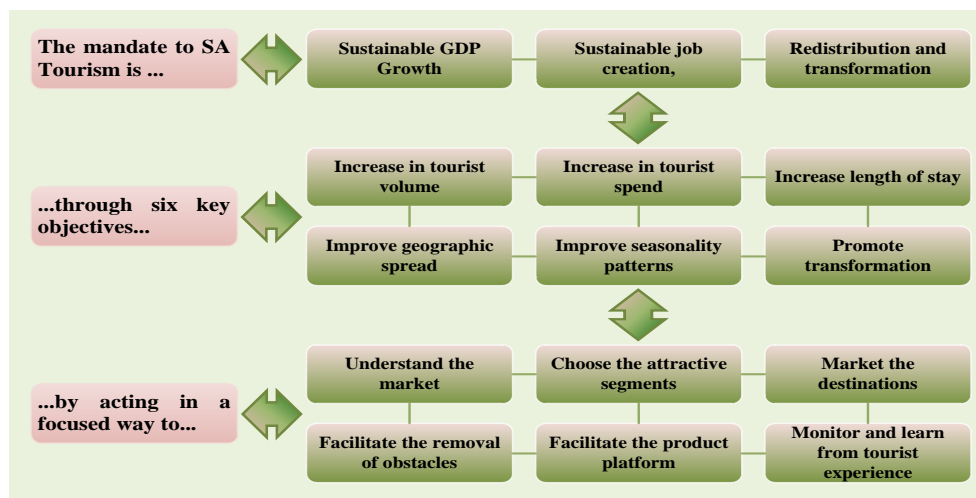 The mandate to SA
Tourism is ...
Sustainable GDP
Growth
Sustainable job
creation,
Redistribution and
transformation
...through six key
objectives...
Increase in tourist
volume
Increase in tourist
spend
Increase length of stay
Improve geographic
spread
Improve seasonality
patterns
Promote
transformation
...by acting in a
focused way to...
Understand the
market
Choose the attractive
segments
Market the
destinations
Facilitate the removal
of obstacles
Facilitate the product
platform
Monitor and learn
from tourist
experience